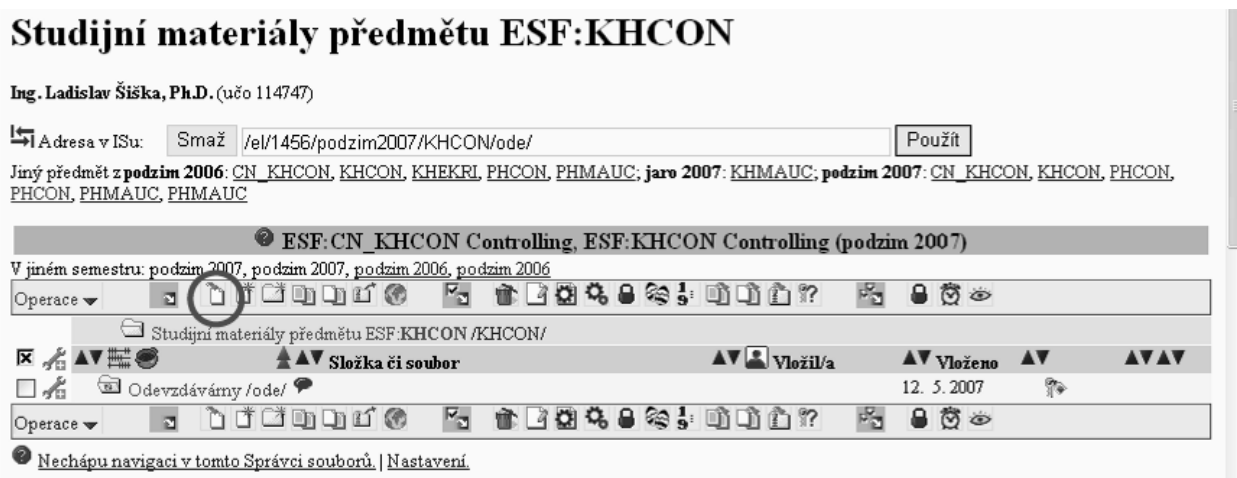 Studijní materiály předmětu ESF:KHCON
Ing. Ladislav Šiška, Ph.D. (učo 114747)
Adresa v ISu: Smaž /el/1456/podzim2007/KHCON/ode/ Použít
Jiný předmět z podzim 2006: CN_KHCON, KHCON, KHEKRI, PHCON, PHMAUC; jaro 2007: KHMAUC; podzim 2007: CN_KHCON, KHCON, PHCON,
PHCON, PHMAUC, PHMAUC
ESF:CN_KHCON Controlling, ESF:KHCON Controlling (podzim 2007)
V jiném semestru: podzim 2007, podzim 2007, podzim 2006, podzim 2006
Operace
Studijní materiály předmětu ESF:KHCON /KHCON/
Složka či soubor Vložil/a Vloženo
Odevzdávárny /ode/ 12. 5. 2007
Operace
Nechápu navigaci v tomto Správci souborů. | Nastavení.